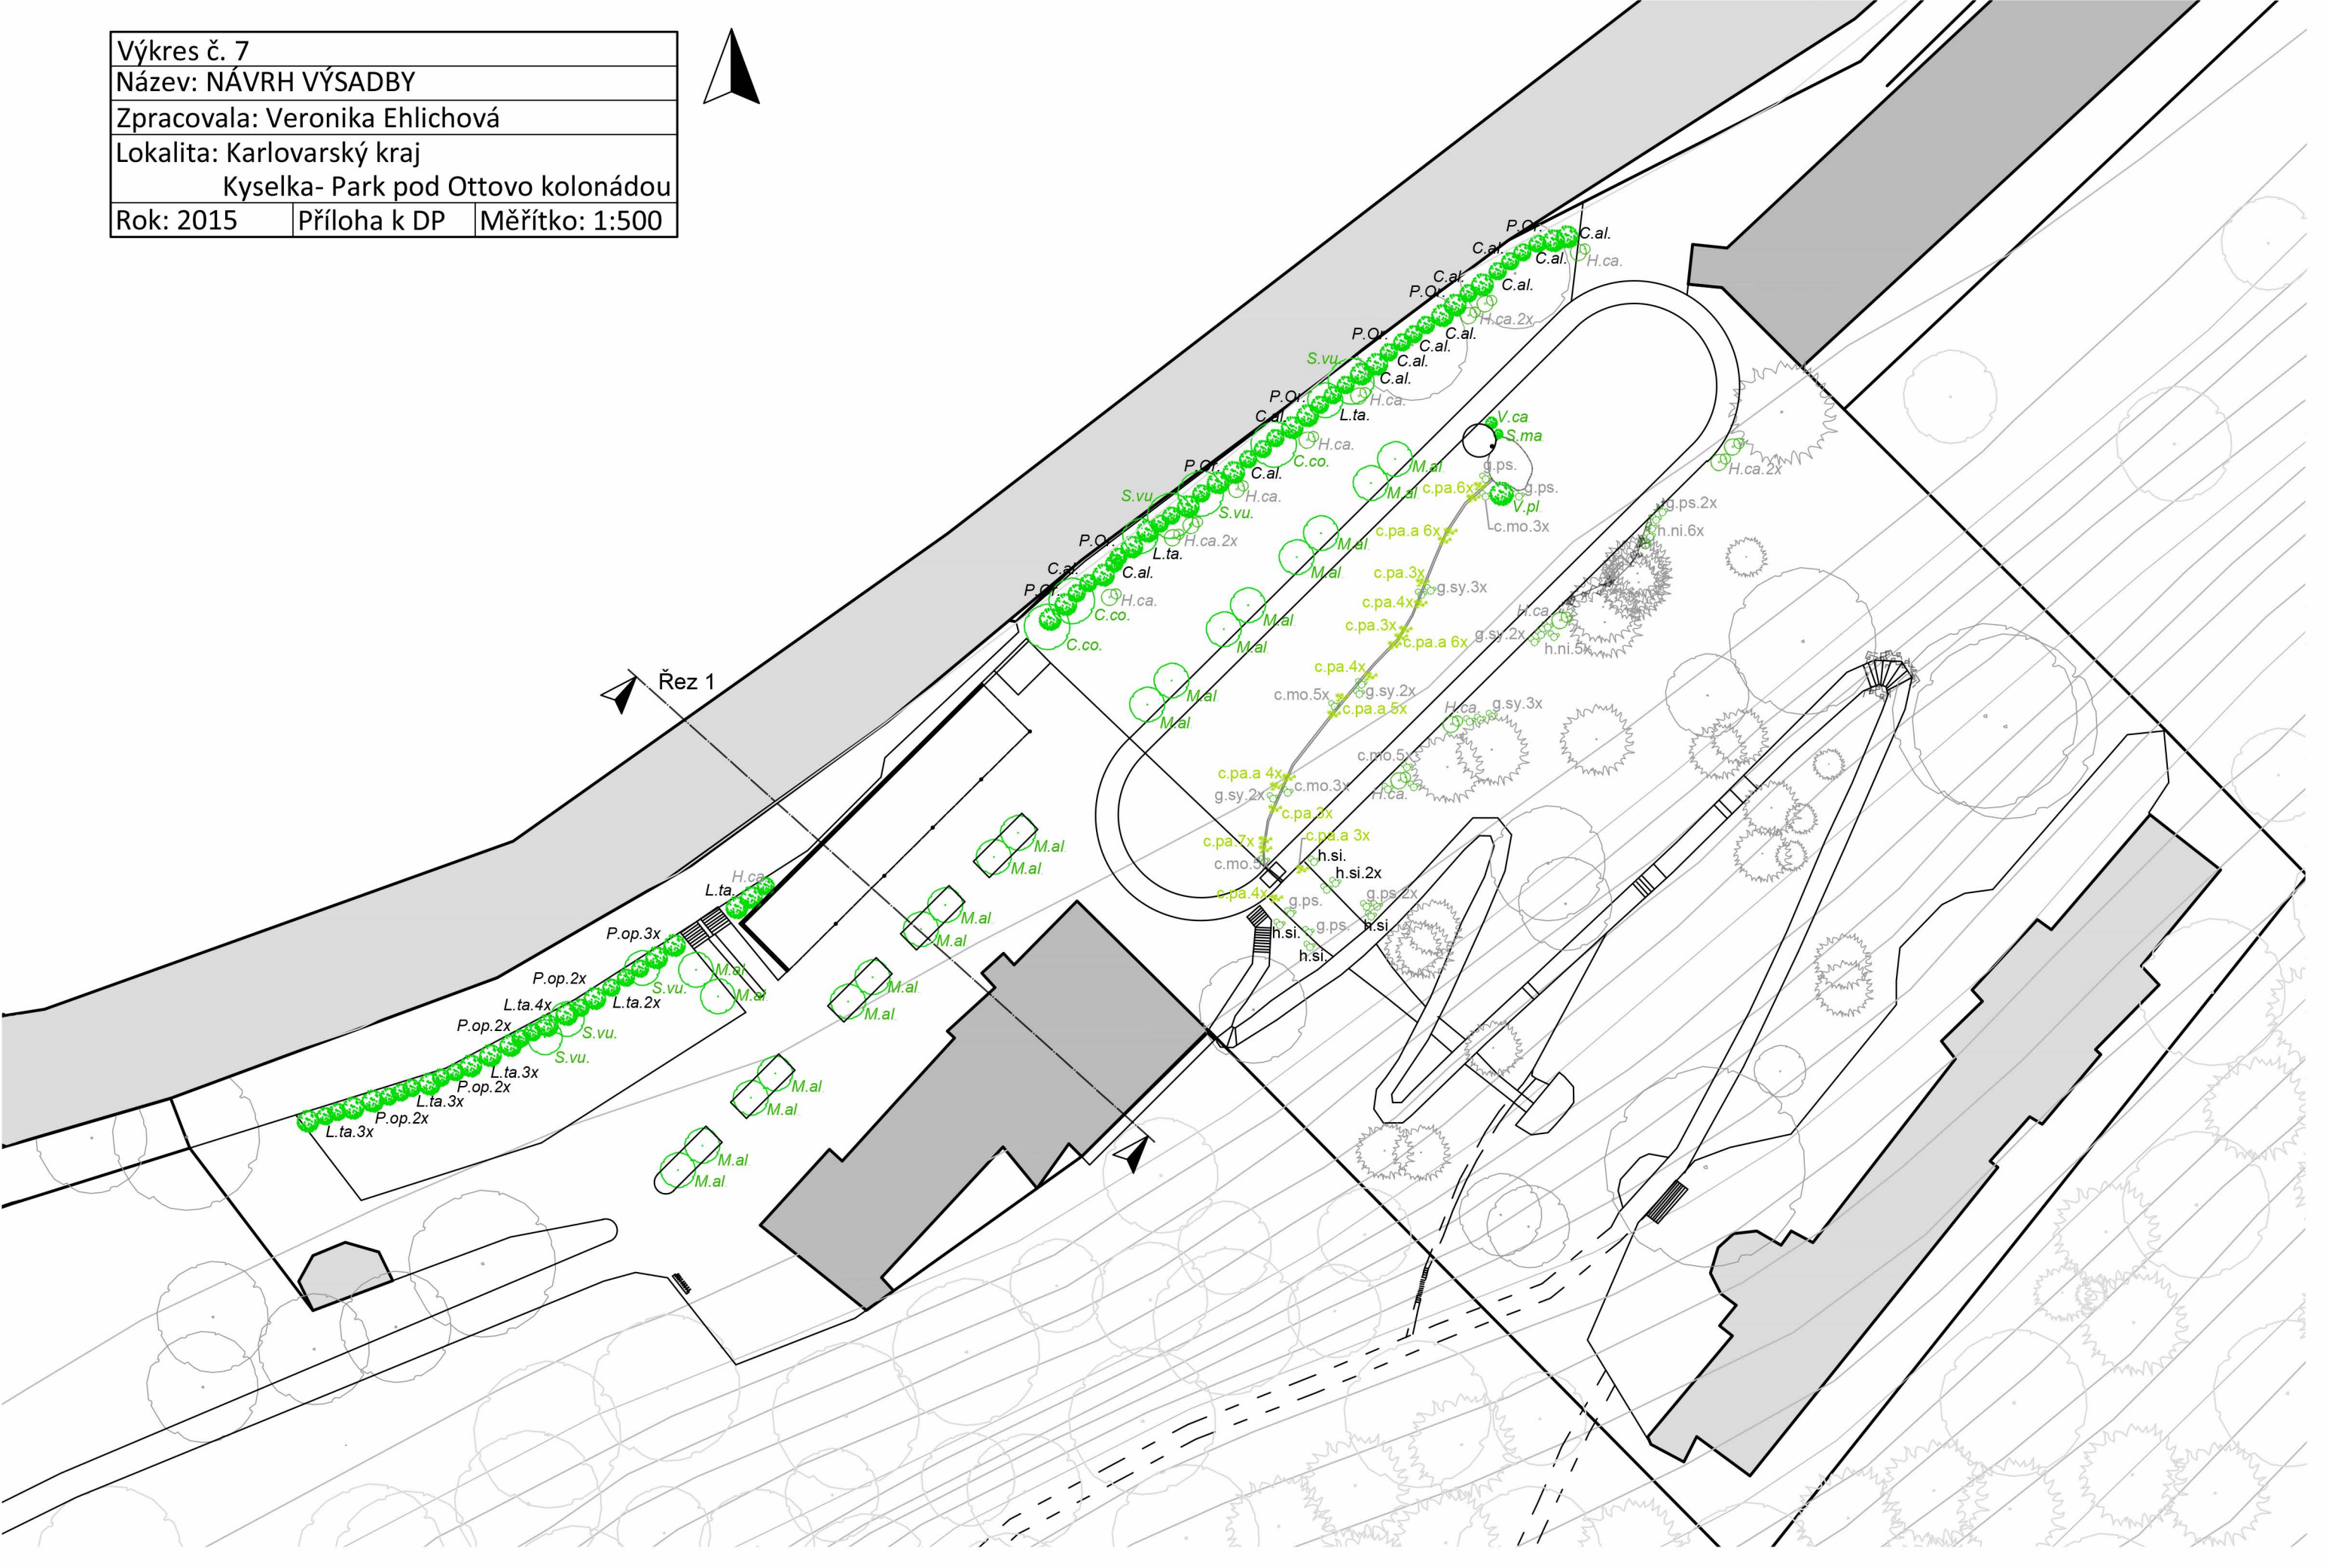 Výkres č. 7
Název: NÁVRH VÝSADBY
Zpracovala: Veronika Ehlichová
Lokalita: Karlovarský kraj
Kyselka- Park pod Ottovo kolonádou
Rok: 2015
Příloha k DP
Měřítko: 1:500
P.Or.
C.al.
C.al.
C.al.
H.ca.
C.al.
C.al.
P.Or.
H.ca.2x
C.al.
P.Or.
C.al.
S.vu.
C.al.
C.al.
P.Or.
H.ca.
C.al.
L.ta.
H.ca.
C.co.
P.Or.
C.al.
S.vu.
H.ca.
S.vu.
P.Or.
H.ca.2x
L.ta.
C.al.
C.al.
P.Or.
H.ca.
C.co.
C.co.
V.ca
S.ma
M.al
g.ps.
M.al
c.pa.6x
g.ps.
V.pl
c.mo.3x
H.ca.2x
g.ps.2x
h.ni.6x
c.pa.a 6x
M.al
M.al
c.pa.3x
g.sy.3x
c.pa.4x
H.ca.
M.al
c.pa.3x
c.pa.a 6x
g.sy.2x
h.ni.5x
M.al
c.pa.4x
g.sy.2x
c.mo.5x
c.pa.a 5x
M.al
M.al
H.ca.
g.sy.3x
Řez 1
c.mo.5x
c.pa.a 4x
c.mo.3x
g.sy.2x
H.ca.
c.pa.3x
c.pa.a 3x
c.pa.7x
c.mo.5
h.si.
h.si.2x
c.pa.4x
g.ps.
g.ps.2x
h.si.
g.ps.
h.si
h.si.
M.al
M.al
H.ca
L.ta.
M.al
M.al
P.op.3x
M.al
P.op.2x
S.vu.
M.al
L.ta.4x
L.ta.2x
M.al
M.al
P.op.2x
S.vu.
S.vu.
L.ta.3x
P.op.2x
L.ta.3x
P.op.2x
L.ta.3x
M.al
M.al
M.al
M.al